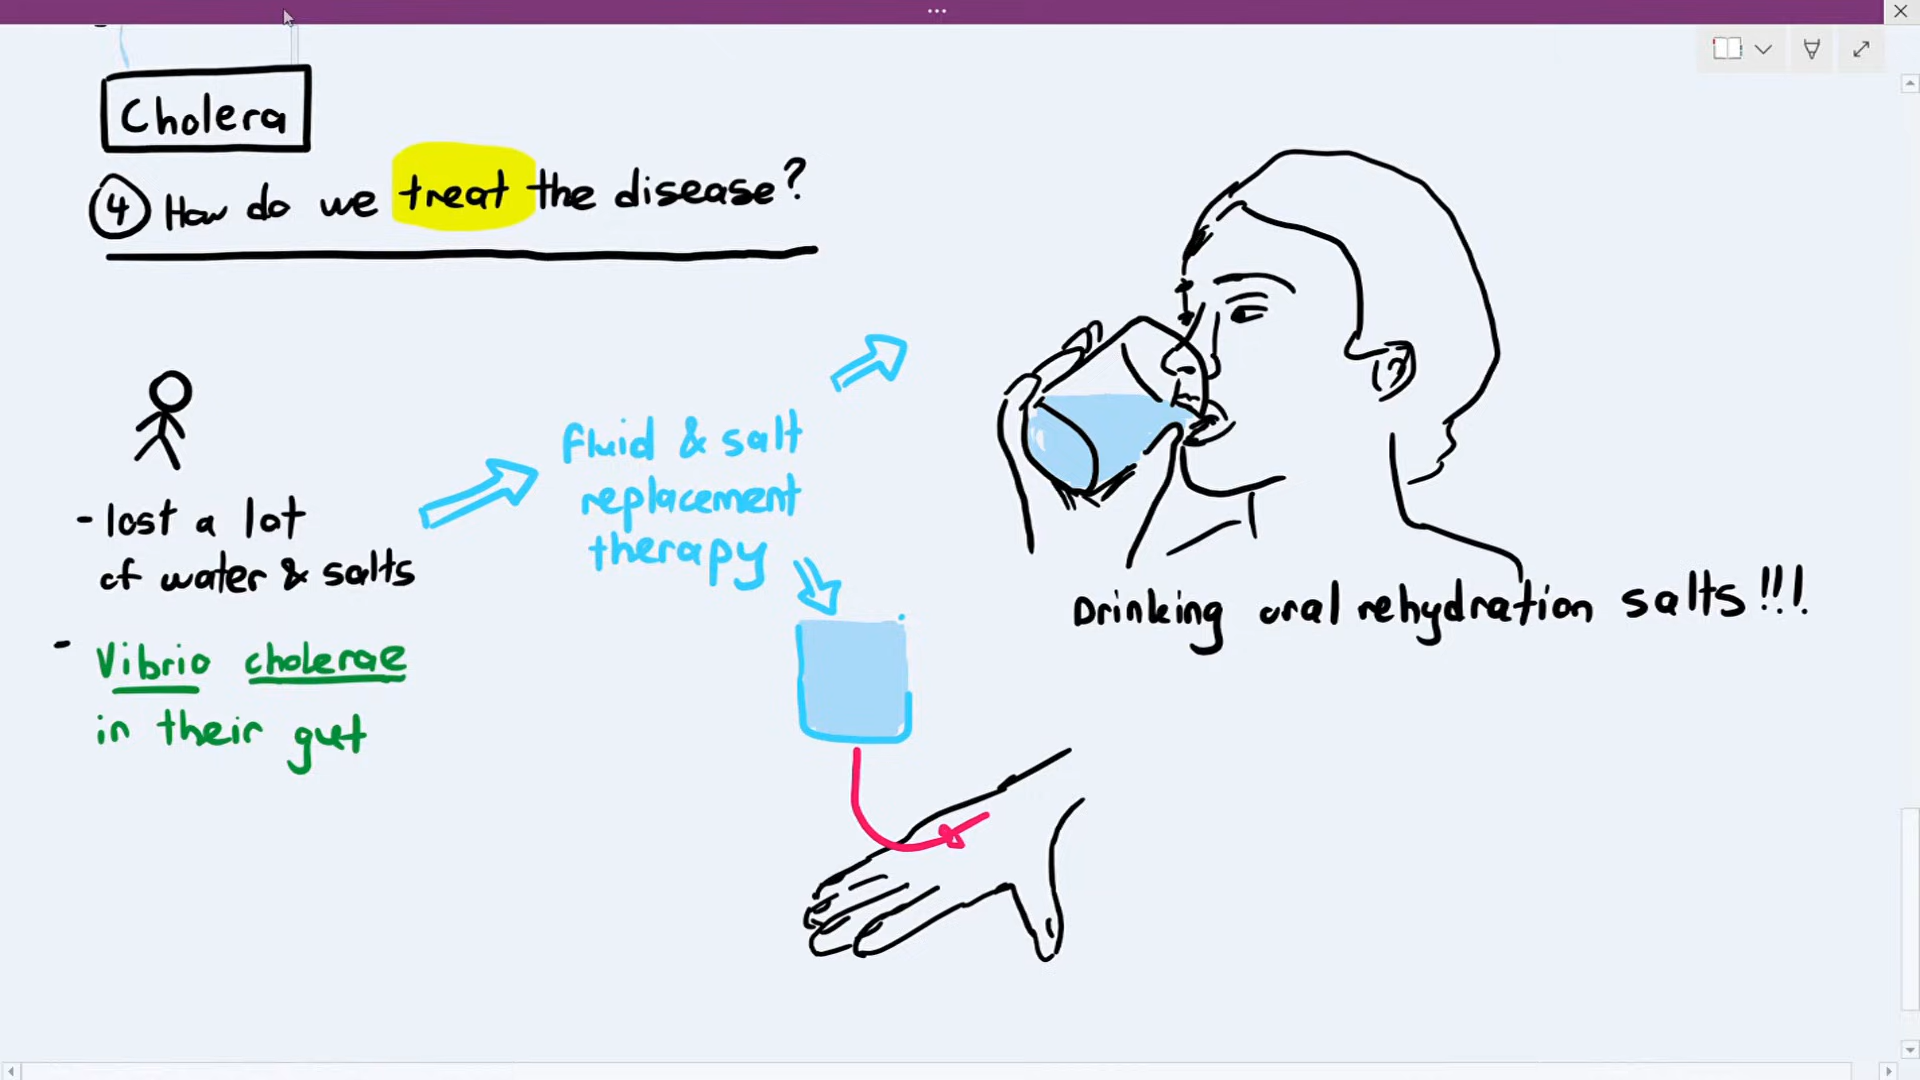 Cholera
④ How do we treat the disease?
- lost a lot
of water & salts
- Vibrio cholerae
in their gut
fluid & salt
replacement
therapy
Drinking oral rehydration salts!!!